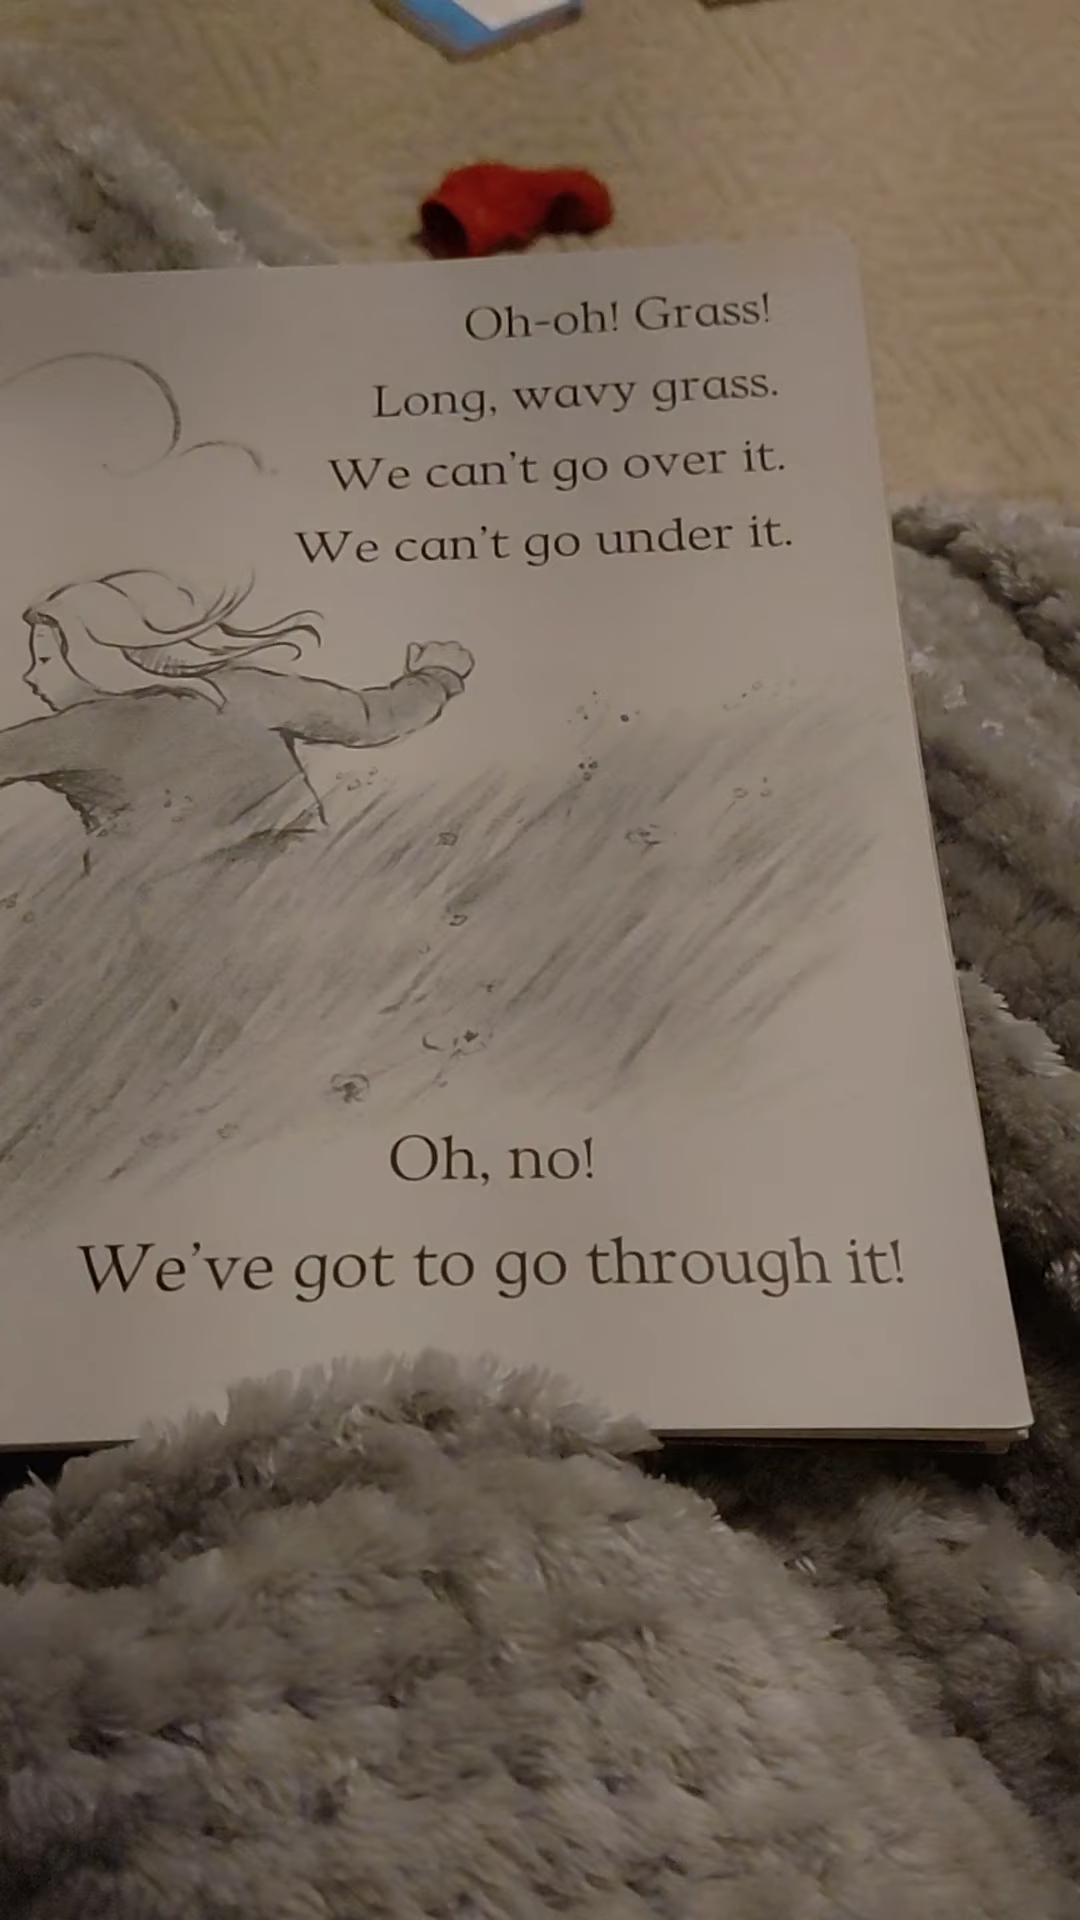 Oh-oh! Grass!
Long, wavy grass.
We can't go over it.
We can't go under it.
Oh, no!
We've got to go through it!